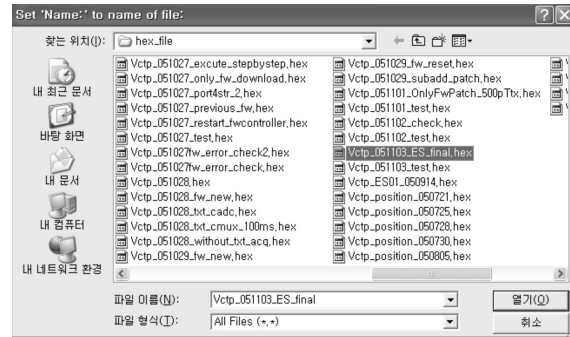 Set 'Name:' to name of file:
찾는 위치(I): hex_file
내 최근 문서
바탕 화면
내 문서
내 컴퓨터
내 네트워크 환경
Vctp_051027_excute_stepbystep.hex
Vctp_051027_only_fw_download.hex
Vctp_051027_port4str_2.hex
Vctp_051027_previous_fw.hex
Vctp_051027_restart_fwcontroller.hex
Vctp_051027_test.hex
Vctp_051027fw_error_check2.hex
Vctp_051027fw_error_check.hex
Vctp_051028.hex
Vctp_051028_fw_new.hex
Vctp_051028_txt_cadc.hex
Vctp_051028_txt_cmux_100ms.hex
Vctp_051028_without_txt_acq.hex
Vctp_051029_fw_new.hex
Vctp_051029_fw_reset.hex
Vctp_051029_subadd_patch.hex
Vctp_051101_OnlyFwPatch_500pTtx.hex
Vctp_051101_test.hex
Vctp_051102_check.hex
Vctp_051102_test.hex
Vctp_051103_ES_final.hex
Vctp_051103_test.hex
Vctp_ES01_050914.hex
Vctp_position_050721.hex
Vctp_position_050725.hex
Vctp_position_050728.hex
Vctp_position_050730.hex
Vctp_position_050805.hex
파일 이름(N): Vctp_051103_ES_final
열기(O)
파일 형식(T): All Files (*.*)
취소